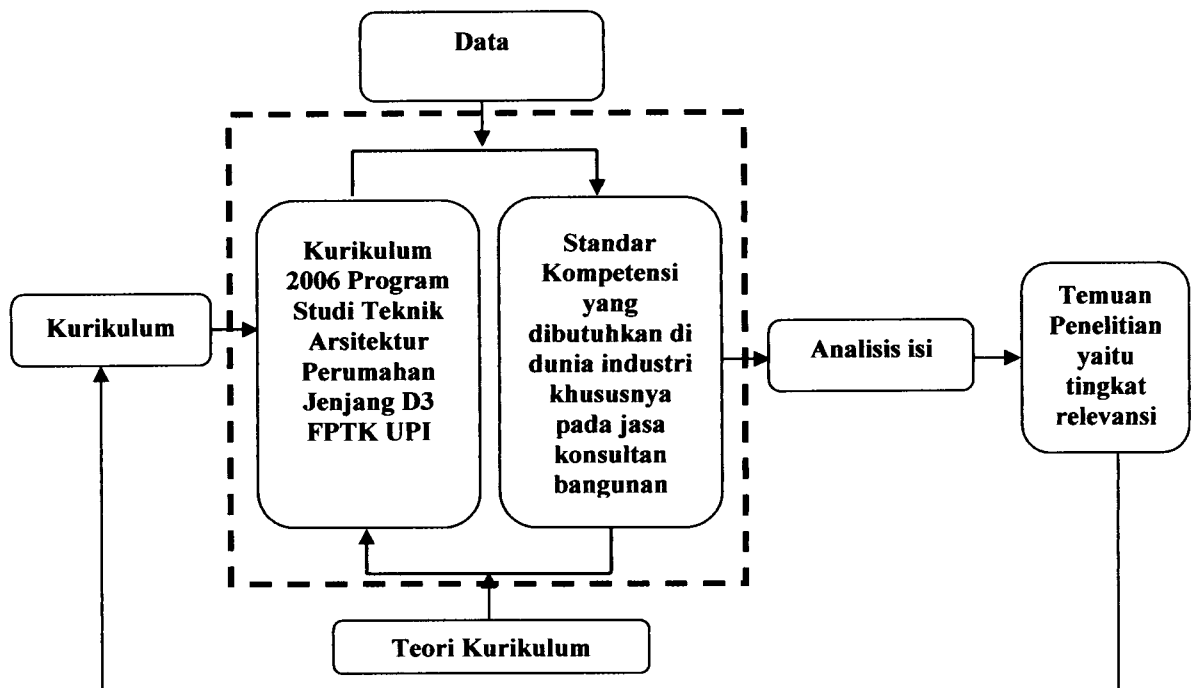 Data
Kurikulum
Kurikulum
2006 Program
Studi Teknik
Arsitektur
Perumahan
Jenjang D3
FPTK UPI
Standar
Kompetensi
yang
dibutuhkan di
dunia industri
khususnya
pada jasa
konsultan
bangunan
Analisis isi
Temuan
Penelitian
yaitu
tingkat
relevansi
Teori Kurikulum